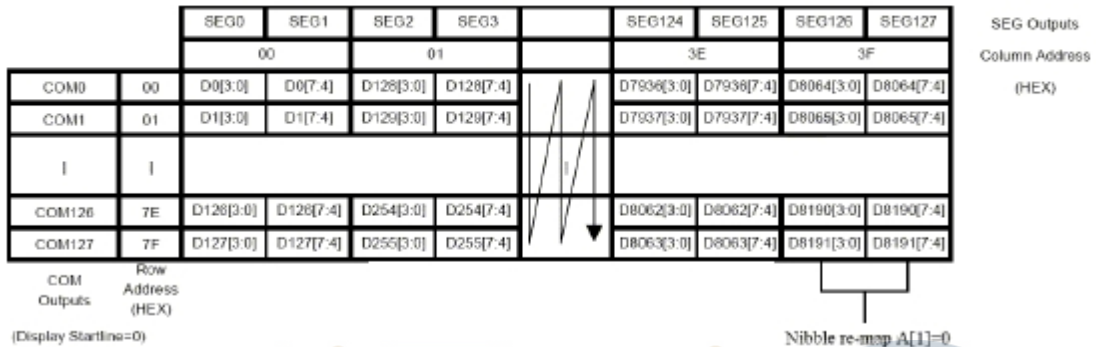 SEG0 SEG1 SEG2 SEG3 SEG124 SEG125 SEG126 SEG127 SEG Outputs
00 01 3E 3F Column Address
COM0 00 D0[3:0] D0[7:4] D128[3:0] D128[7:4] D7936[3:0] D7936[7:4] D8064[3:0] D8064[7:4] (HEX)
COM1 01 D1[3:0] D1[7:4] D129[3:0] D129[7:4] D7937[3:0] D7937[7:4] D8065[3:0] D8065[7:4]
| | |
COM126 7E D126[3:0] D126[7:4] D254[3:0] D254[7:4] D8062[3:0] D8062[7:4] D8190[3:0] D8190[7:4]
COM127 7F D127[3:0] D127[7:4] D255[3:0] D255[7:4] D8063[3:0] D8063[7:4] D8191[3:0] D8191[7:4]
COM
Outputs
Row
Address
(HEX)
(Display Startline=0)
Nibble re-map A[1]=0